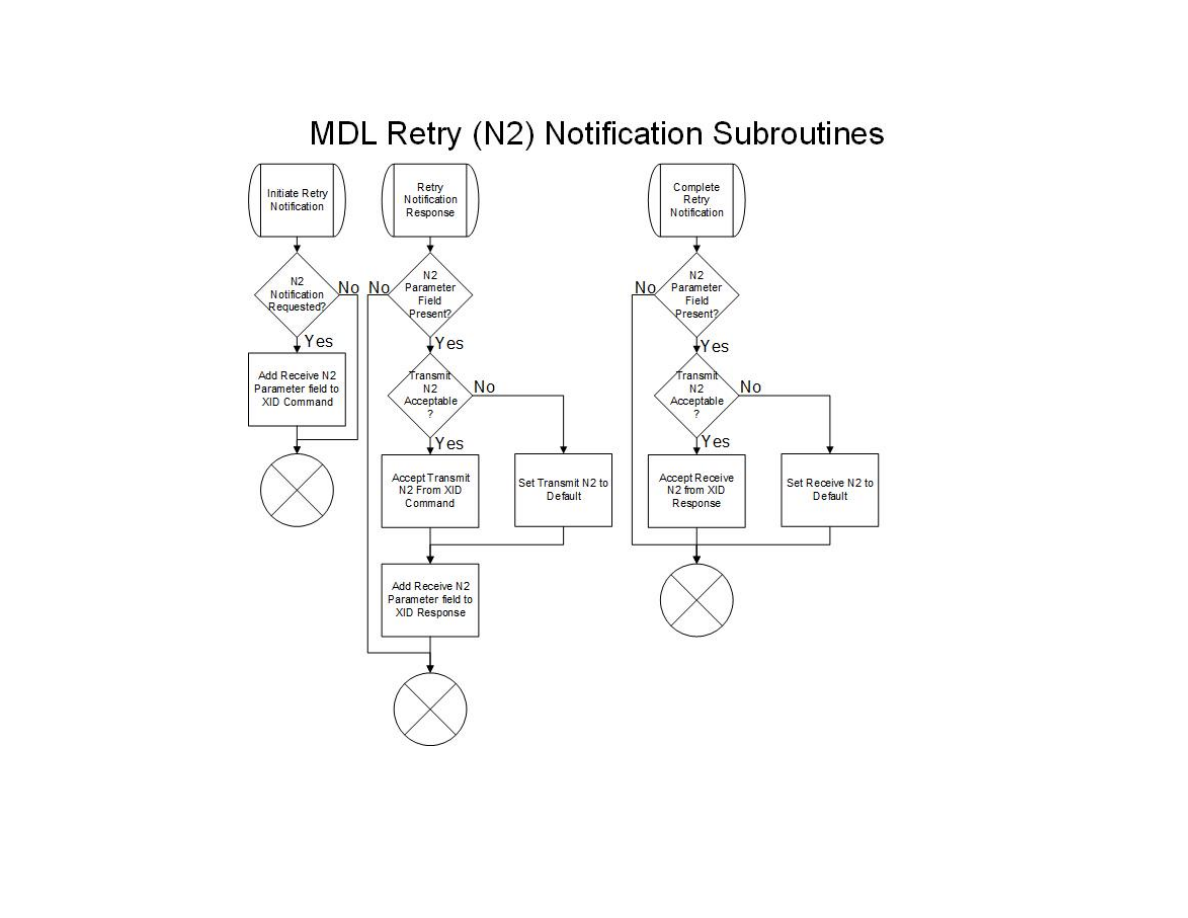 MDL Retry (N2) Notification Subroutines
Initiate Retry
Notification
N2
Notification
Requested?
No
Yes
Add Receive N2
Parameter field to
XID Command
Retry
Notification
Response
N2
Parameter
Field
Present?
No
Yes
Transmit
N2
Acceptable
?
No
Yes
Accept Transmit
N2 From XID
Command
Set Transmit N2 to
Default
Add Receive N2
Parameter field to
XID Response
Complete
Retry
Notification
N2
Parameter
Field
Present?
No
Yes
Transmit
N2
Acceptable
?
No
Yes
Accept Receive
N2 from XID
Response
Set Receive N2 to
Default